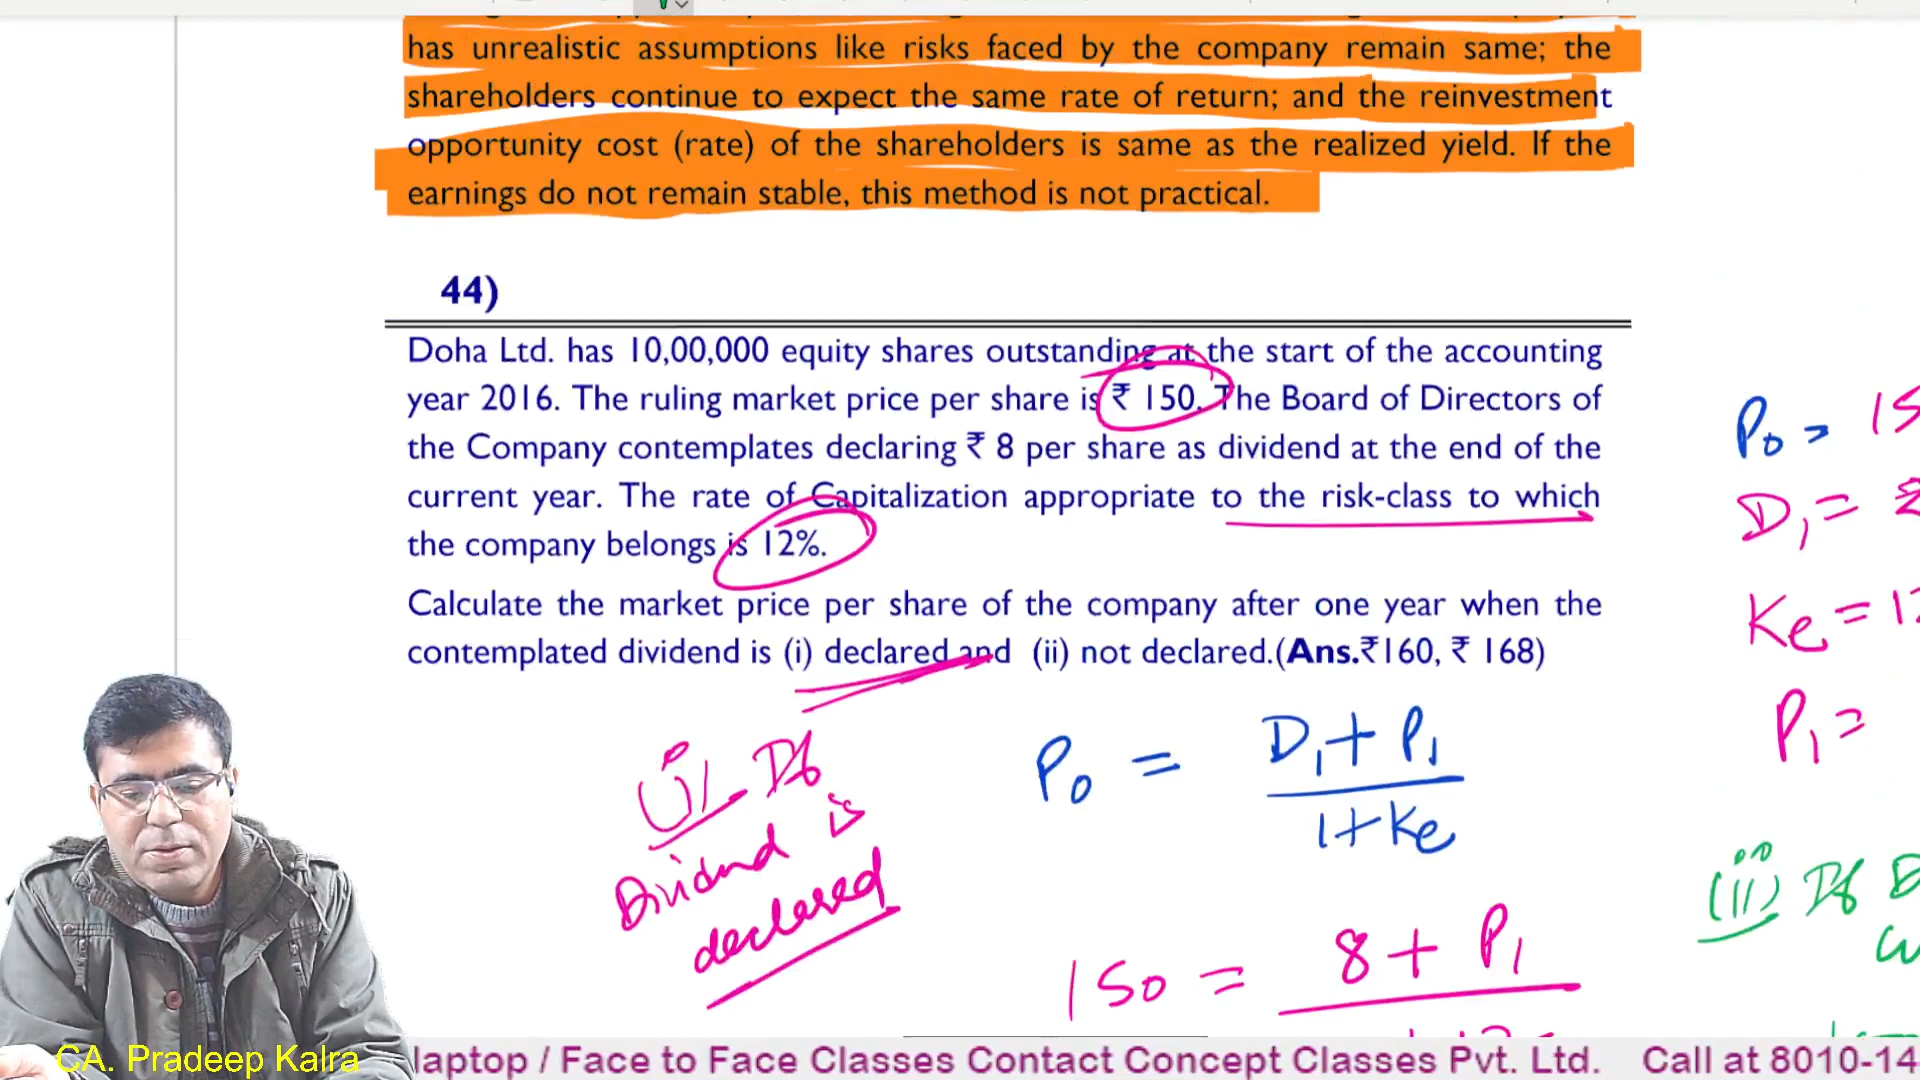 has unrealistic assumptions like risks faced by the company remain same; the
shareholders continue to expect the same rate of return; and the reinvestment
opportunity cost (rate) of the shareholders is same as the realized yield. If the
earnings do not remain stable, this method is not practical.
44)
Doha Ltd. has 10,00,000 equity shares outstanding at the start of the accounting
year 2016. The ruling market price per share is ₹ 150. The Board of Directors of
the Company contemplates declaring ₹ 8 per share as dividend at the end of the
current year. The rate of Capitalization appropriate to the risk-class to which
the company belongs is 12%.
Calculate the market price per share of the company after one year when the
contemplated dividend is (i) declared and (ii) not declared.(Ans.₹160, ₹ 168)
P0 = 15
D1 =
Ke = 12
P1 =
(i) If
Dividend is
declared
P0 = D1 + P1
1 + Ke
150 = 8 + P1
(ii) If D
CA. Pradeep Kalra
laptop / Face to Face Classes Contact Concept Classes Pvt. Ltd. Call at 8010-14